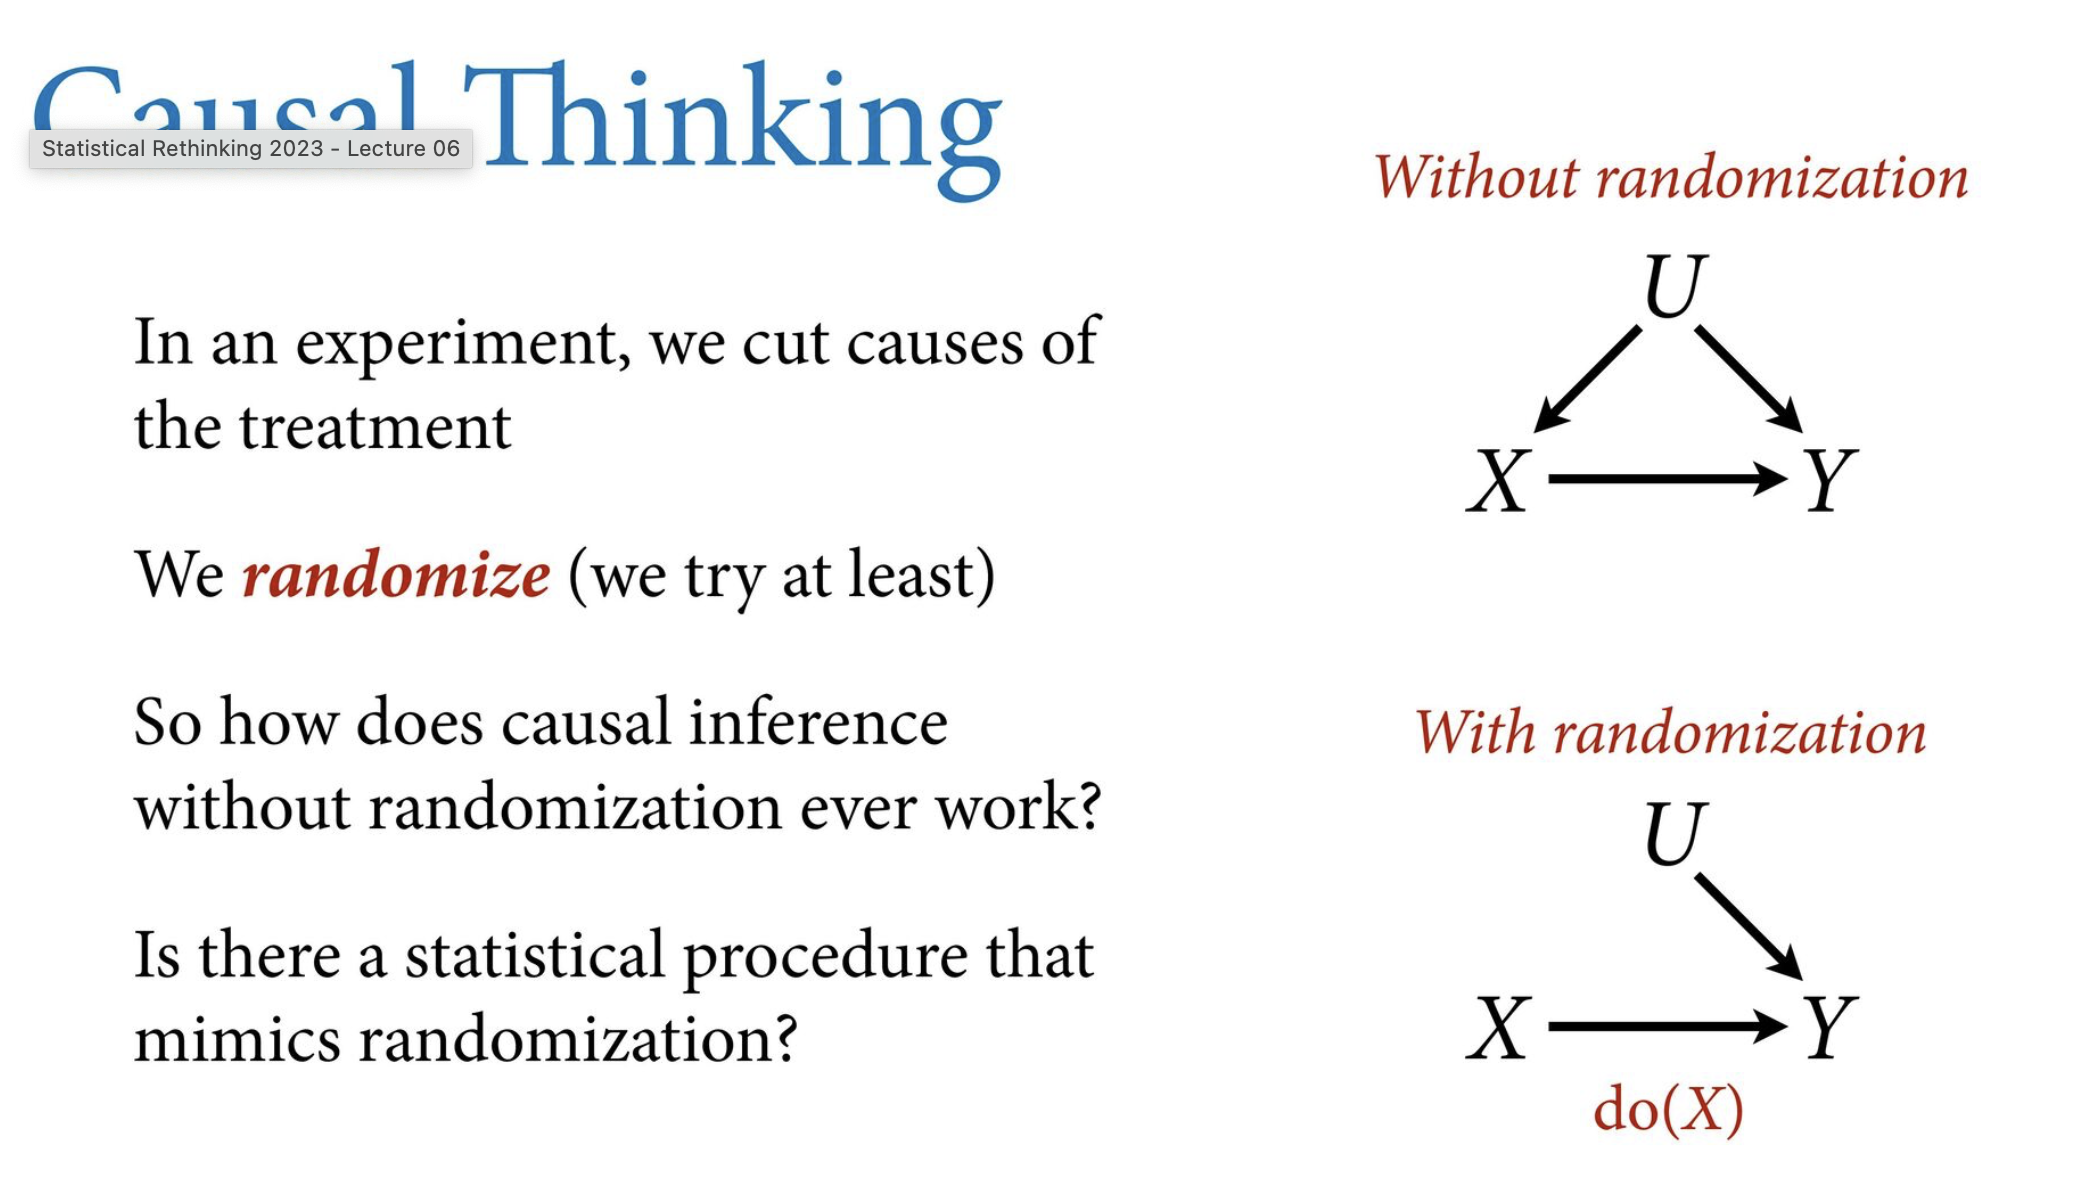 Causal Thinking
Statistical Rethinking 2023 - Lecture 06
In an experiment, we cut causes of
the treatment
We randomize (we try at least)
So how does causal inference
without randomization ever work?
Is there a statistical procedure that
mimics randomization?
Without randomization
U
X Y
With randomization
U
X Y
do(X)